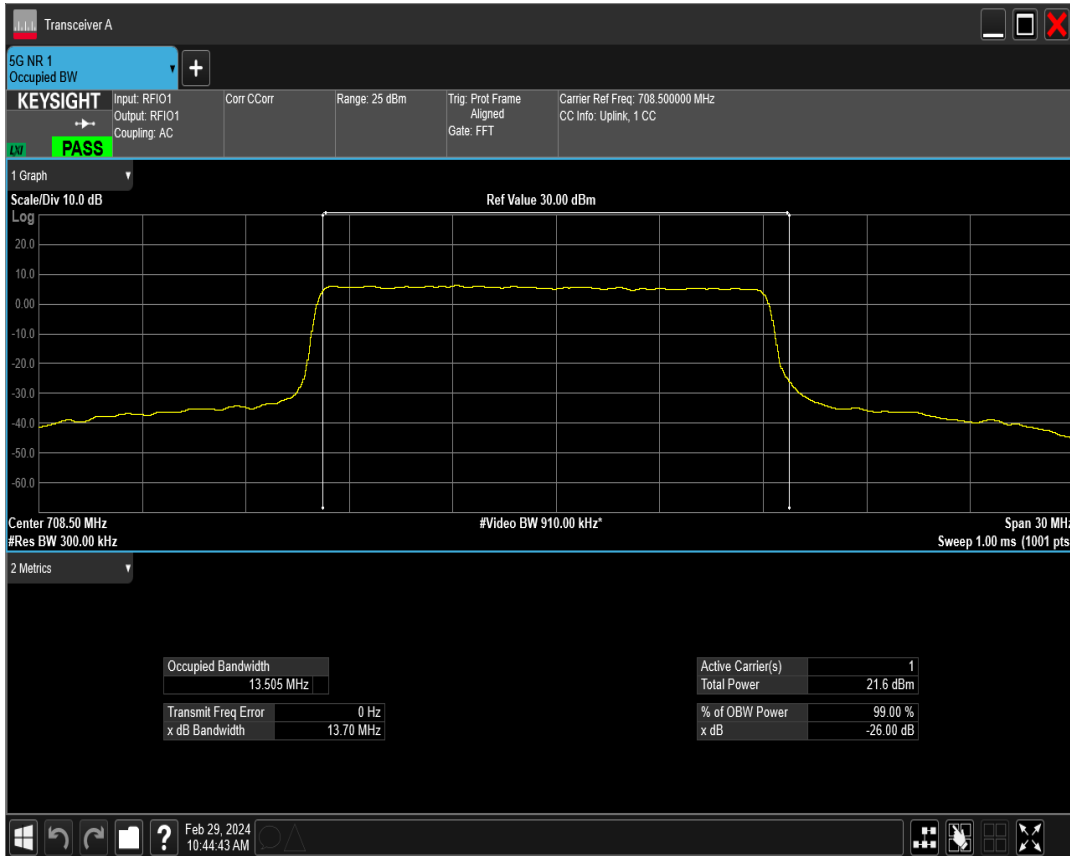 Transceiver A
5G NR 1
Occupied BW
+
KEYSIGHT
LXI
PASS
Input: RFIO1
Output: RFIO1
Coupling: AC
Corr CCorr
Range: 25 dBm
Trig: Prot Frame
Aligned
Gate: FFT
Carrier Ref Freq: 708.500000 MHz
CC Info: Uplink, 1 CC
1 Graph
Scale/Div 10.0 dB
Ref Value 30.00 dBm
Log
20.0
10.0
0.00
-10.0
-20.0
-30.0
-40.0
-50.0
-60.0
Center 708.50 MHz
#Video BW 910.00 kHz*
Span 30 MHz
#Res BW 300.00 kHz
Sweep 1.00 ms (1001 pts
2 Metrics
Occupied Bandwidth
13.505 MHz
Transmit Freq Error 0 Hz
x dB Bandwidth 13.70 MHz
Active Carrier(s) 1
Total Power 21.6 dBm
% of OBW Power 99.00 %
x dB -26.00 dB
?
Feb 29, 2024
10:44:43 AM